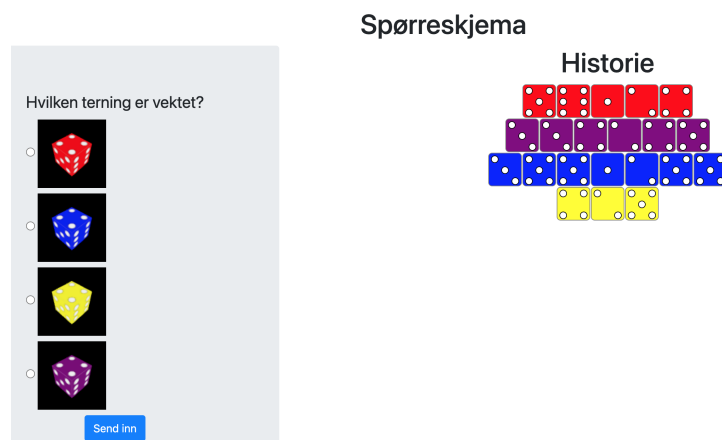 Spørreskjema
Historie
Hvilken terning er vektet?
Send inn